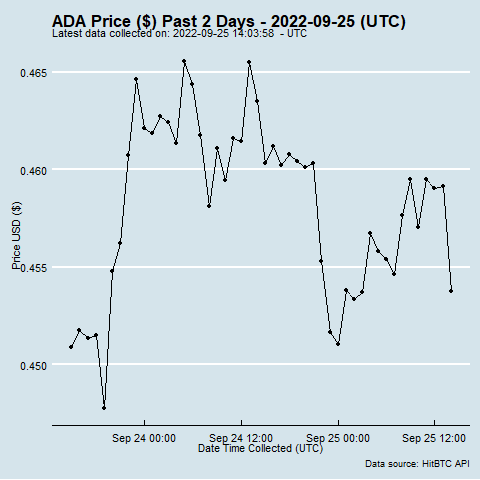 ADA Price ($) Past 2 Days - 2022-09-25 (UTC)
Latest data collected on: 2022-09-25 14:03:58 - UTC
0.465
0.460
0.455
0.450
Price USD ($)
Sep 24 00:00 Sep 24 12:00 Sep 25 00:00 Sep 25 12:00
Date Time Collected (UTC)
Data source: HitBTC API